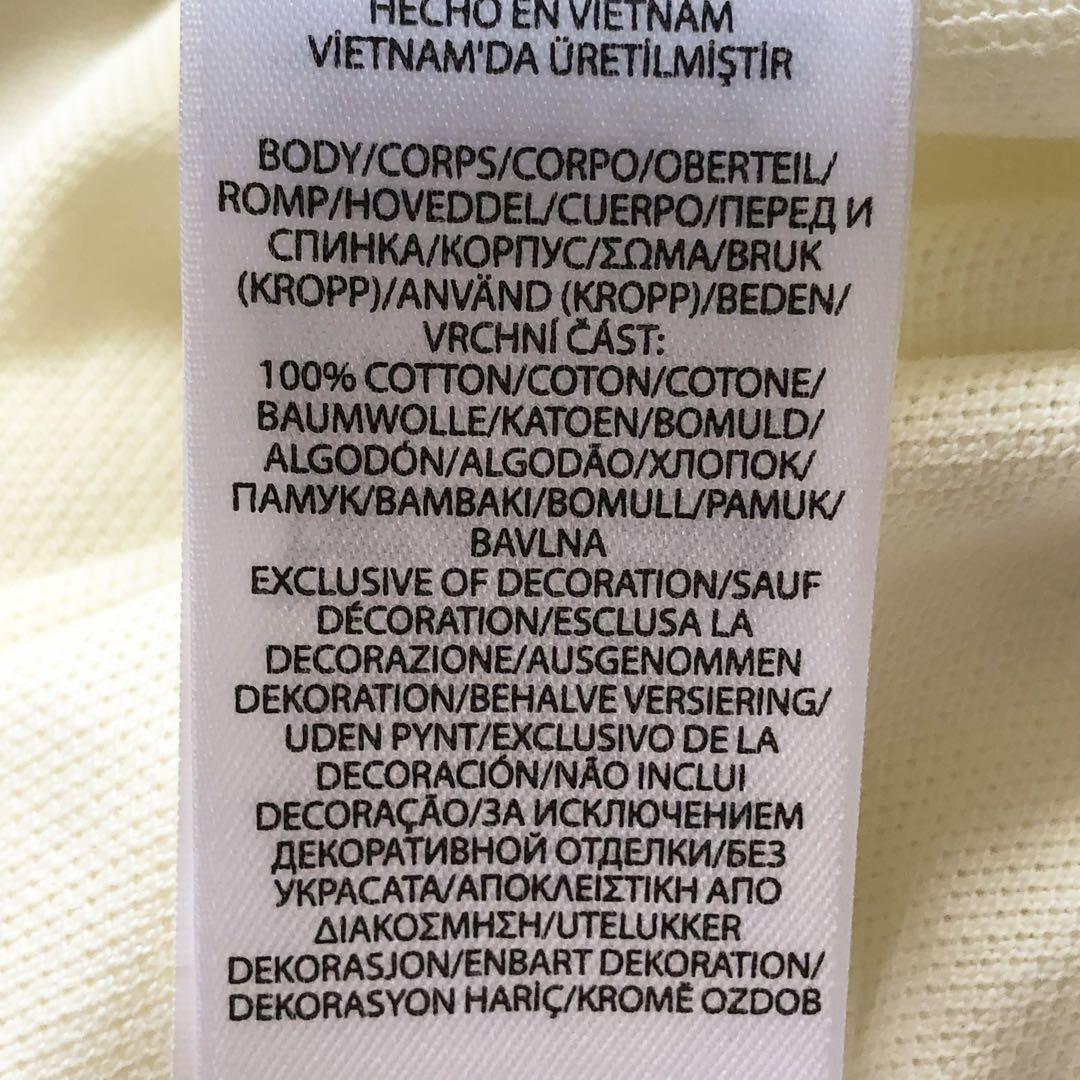 HECHO EN VIETNAM
VİETNAM'DA ÜRETİLMİŞTİR
BODY/CORPS/CORPO/OBERTEIL/
ROMP/HOVEDDEL/CUERPO/ПЕРЕД И
СПИНКА/КОРПУС/ΣΩΜΑ/BRUK
(KROPP)/ANVÄND (KROPP)/BEDEN/
VRCHNÍ ČÁST:
100% COTTON/COTON/COTONE/
BAUMWOLLE/KATOEN/BOMULD/
ALGODÓN/ALGODÃO/ХЛОПОК/
ПАМУК/ΒΑΜΒΑΚΙ/BOMULL/PAMUK/
BAVLNA
EXCLUSIVE OF DECORATION/SAUF
DÉCORATION/ESCLUSA LA
DECORAZIONE/AUSGENOMMEN
DEKORATION/BEHALVE VERSIERING/
UDEN PYNT/EXCLUSIVO DE LA
DECORACIÓN/NÃO INCLUI
DECORAÇÃO/ЗА ИСКЛЮЧЕНИЕМ
ДЕКОРАТИВНОЙ ОТДЕЛКИ/БЕЗ
УКРАСАТА/ΑΠΟΚΛΕΙΣΤΙΚΗ ΑΠΟ
ΔΙΑΚΟΣΜΗΣΗ/UTELUKKER
DEKORASJON/ENBART DEKORATION/
DEKORASYON HARİÇ/KROMĚ OZDOB